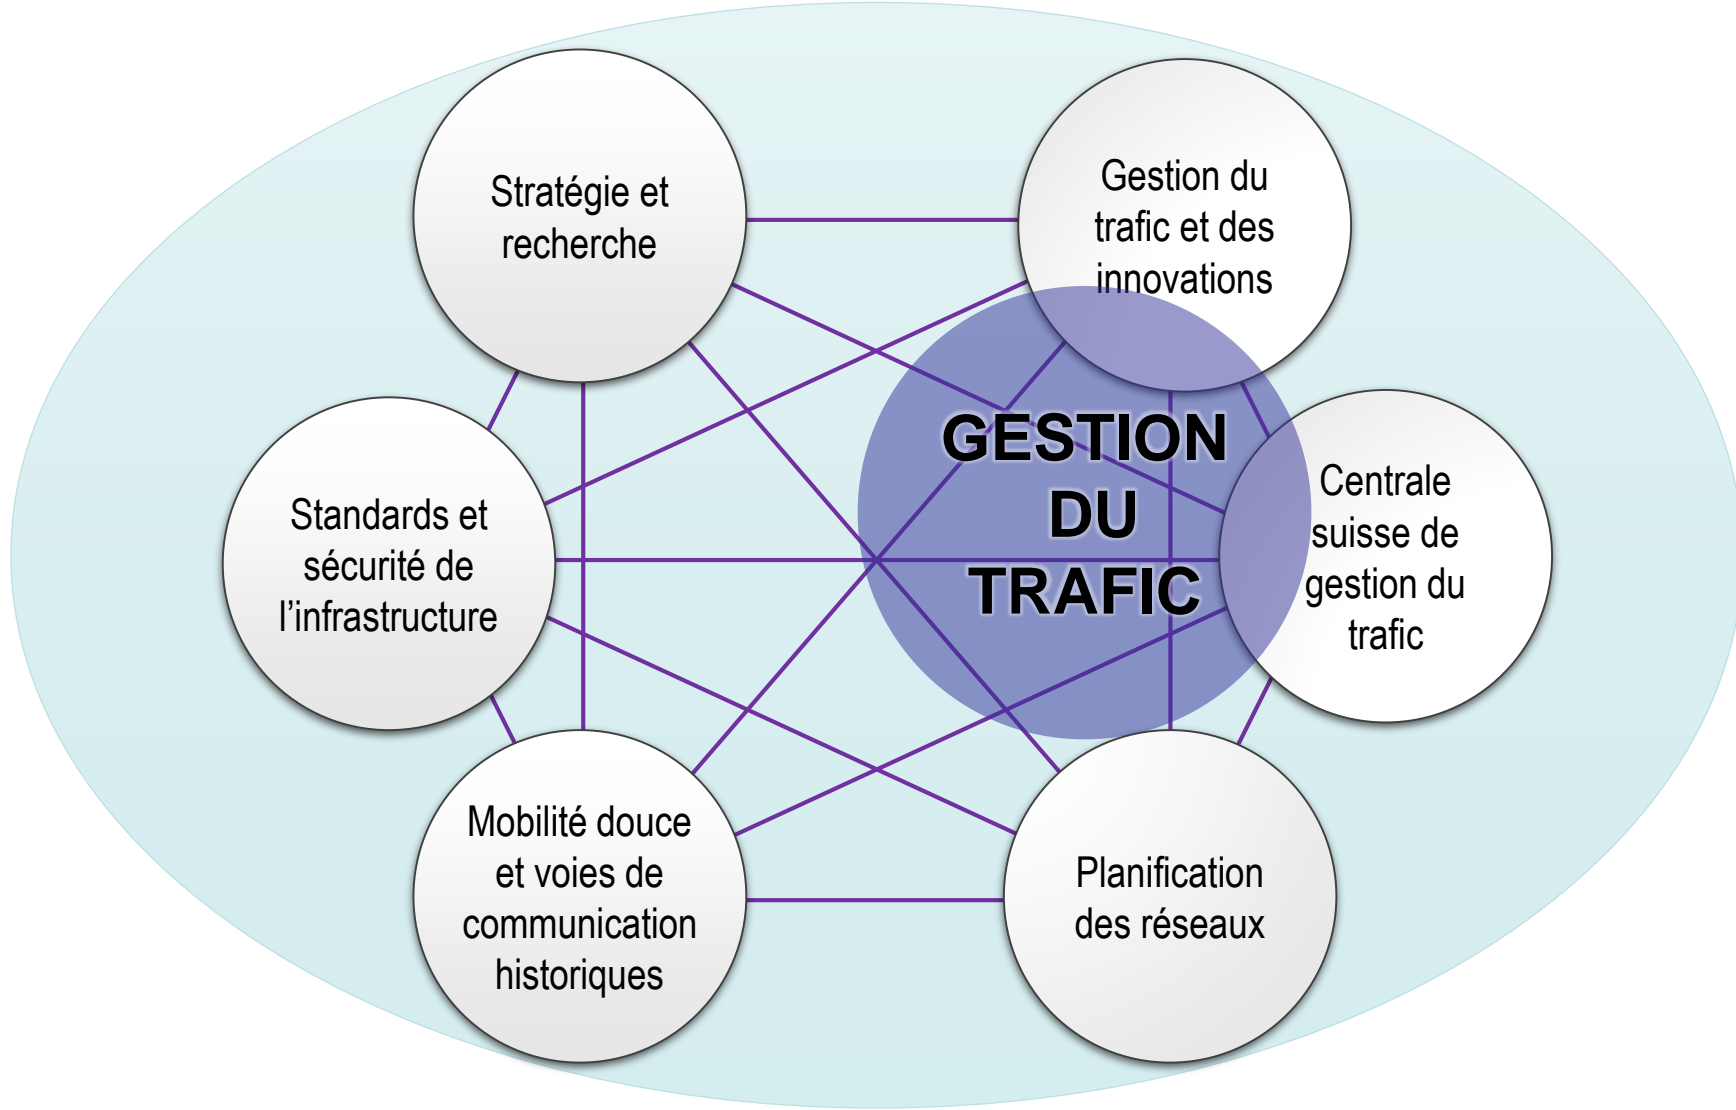 Stratégie et
recherche
Gestion du
trafic et des
innovations
GESTION
DU
TRAFIC
Centrale
suisse de
gestion du
trafic
Standards et
sécurité de
l’infrastructure
Mobilité douce
et voies de
communication
historiques
Planification
des réseaux